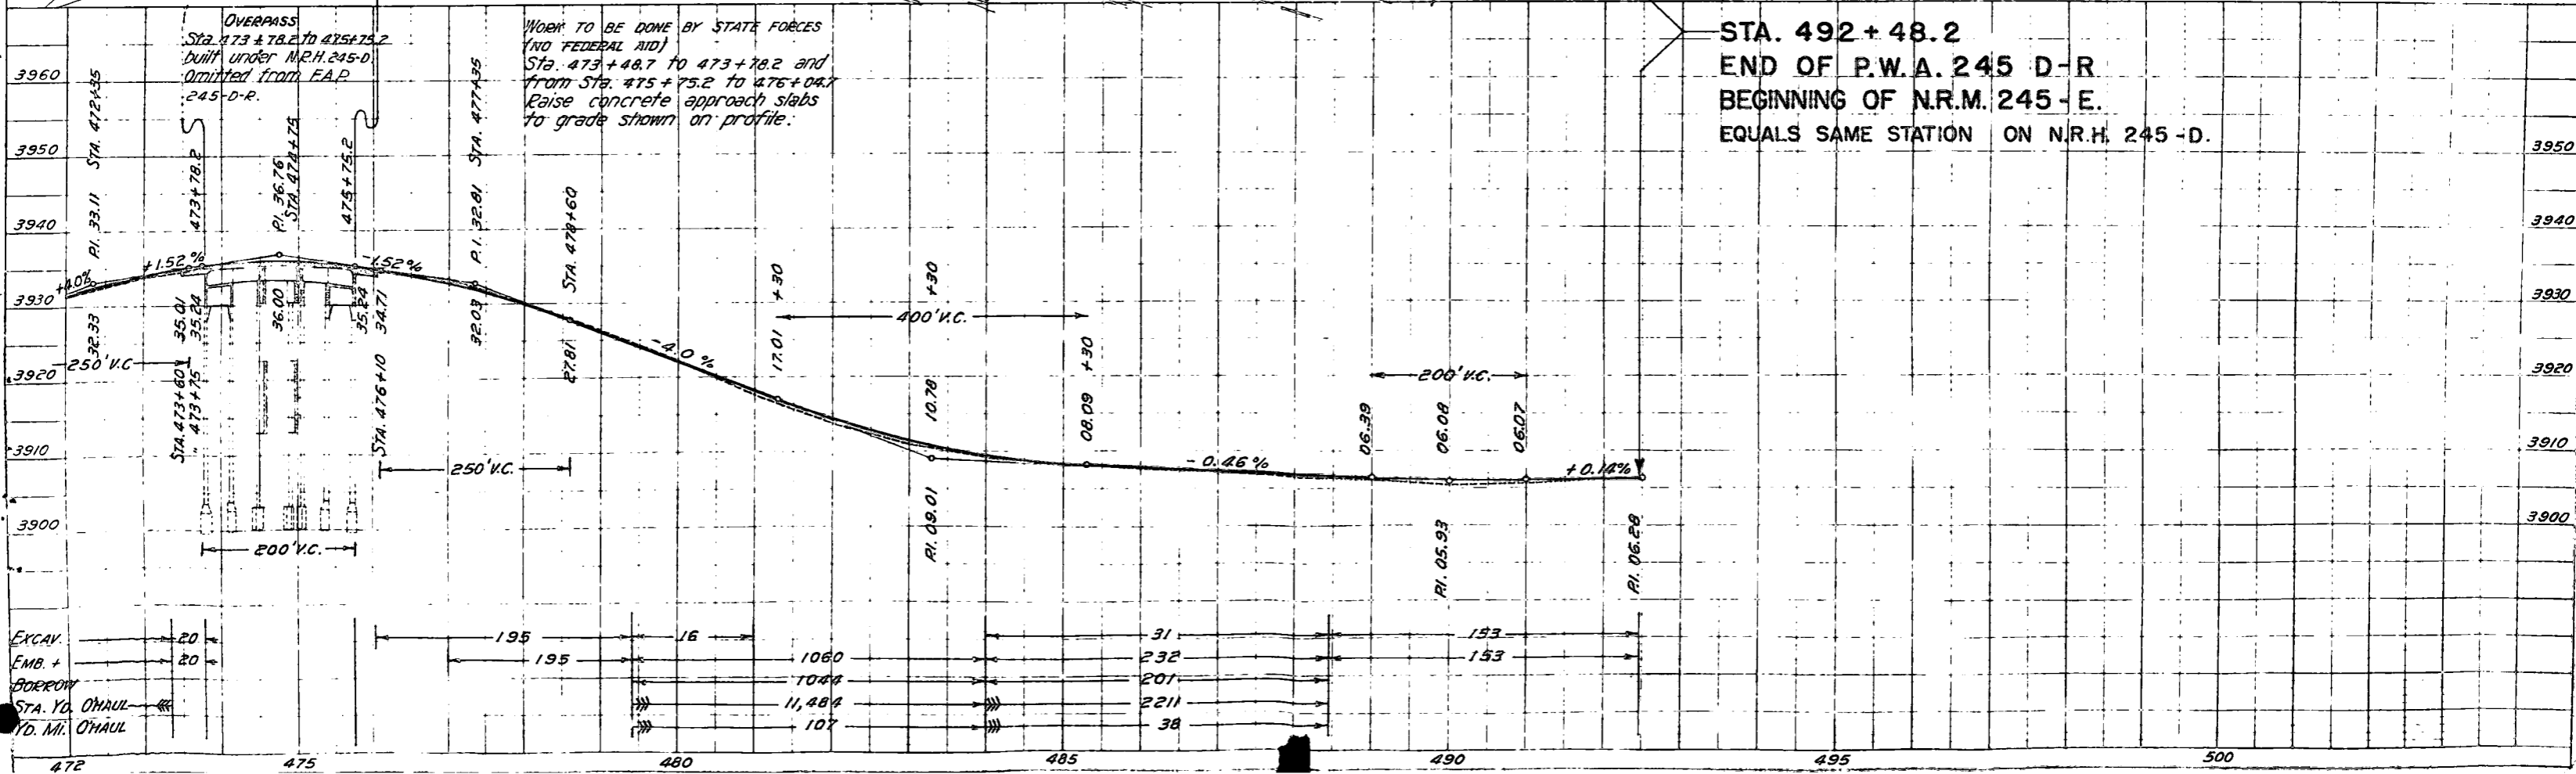 OVERPASS
Sta. 473+78.2 to 475+75.2
built under N.R.H. 245-D
omitted from F.A.P.
245-D-R.
WORK TO BE DONE BY STATE FORCES
(NO FEDERAL AID)
Sta. 473+48.7 to 473+78.2 and
from Sta. 475+75.2 to 476+04.7
Raise concrete approach slabs
to grade shown on profile.
STA. 492+48.2
END OF P.W.A. 245 D-R
BEGINNING OF N.R.M. 245-E.
EQUALS SAME STATION ON N.R.H. 245-D.
3960
3950
3940
3930
3920
3910
3900
3950
3940
3930
3920
3910
3900
P.I. 33.11 STA. 472+35
473+78.2
P.I. 36.76
STA. 474+75
475+75.2
P.I. 32.81 STA. 477+35
STA. 478+60
+4.0%
+1.52%
-1.52%
-4.0%
-0.46%
+0.14%
32.33
35.01
35.24
36.00
35.24
34.71
32.03
27.81
17.01 +30
10.78 +30
08.09 +30
06.39
06.08
06.07
250' V.C.
STA. 473+60
" 473+75
STA. 476+10
250' V.C.
200' V.C.
400' V.C.
200' V.C.
P.I. 09.01
P.I. 05.93
P.I. 06.28
EXCAV. 20 195 16 31 153
EMB. + 20 195 1060 232 153
BORROW 1044 201
STA. YD. O'HAUL 11,484 2211
YD. MI. O'HAUL 107 38
472 475 480 485 490 495 500